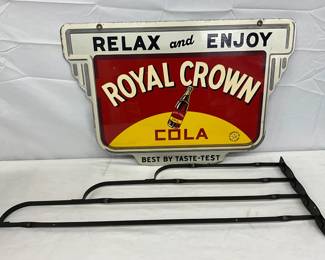 RELAX and ENJOY
ROYAL CROWN
COLA
BEST BY TASTE-TEST